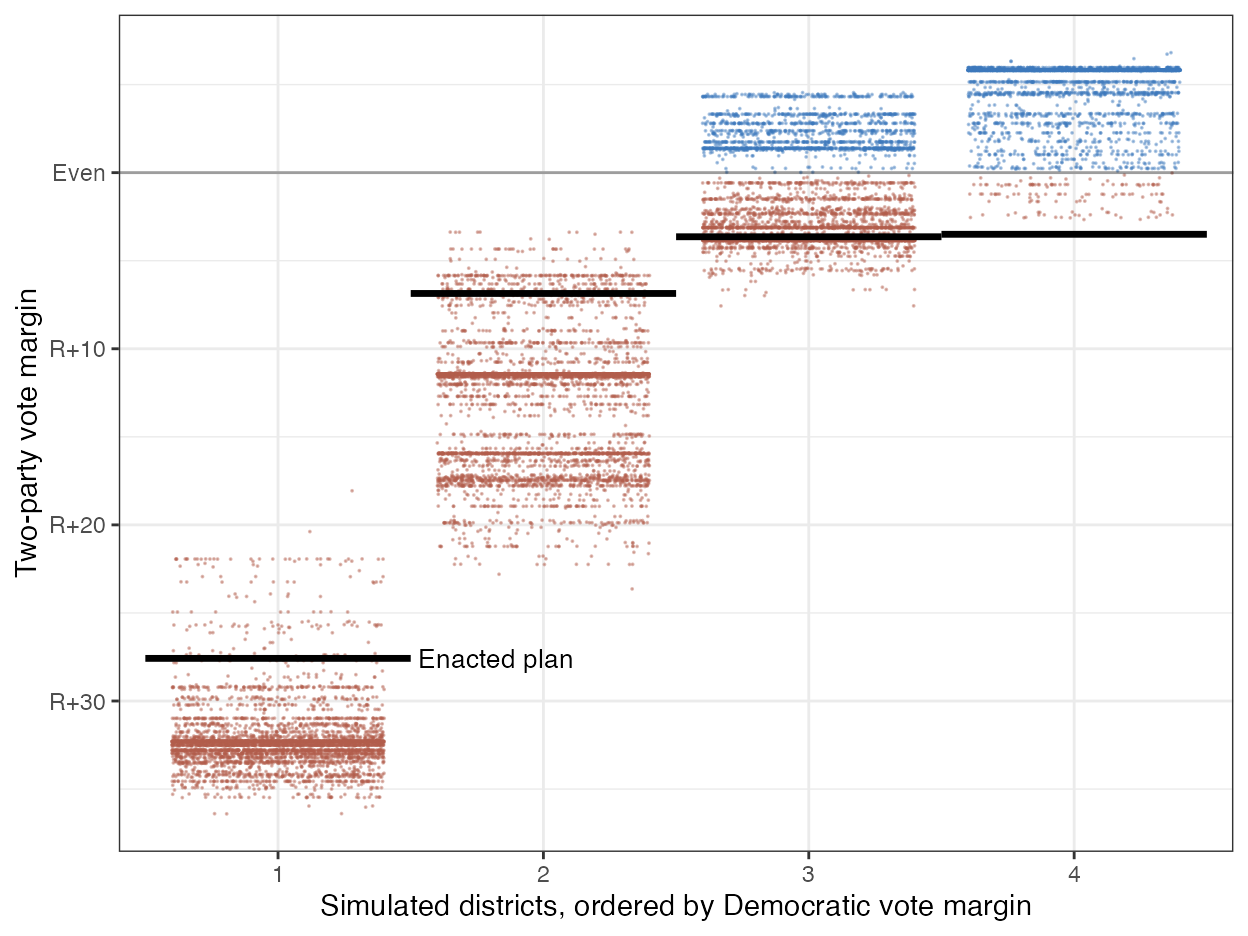 Two-party vote margin
Even
R+10
R+20
R+30
Enacted plan
1
2
3
4
Simulated districts, ordered by Democratic vote margin